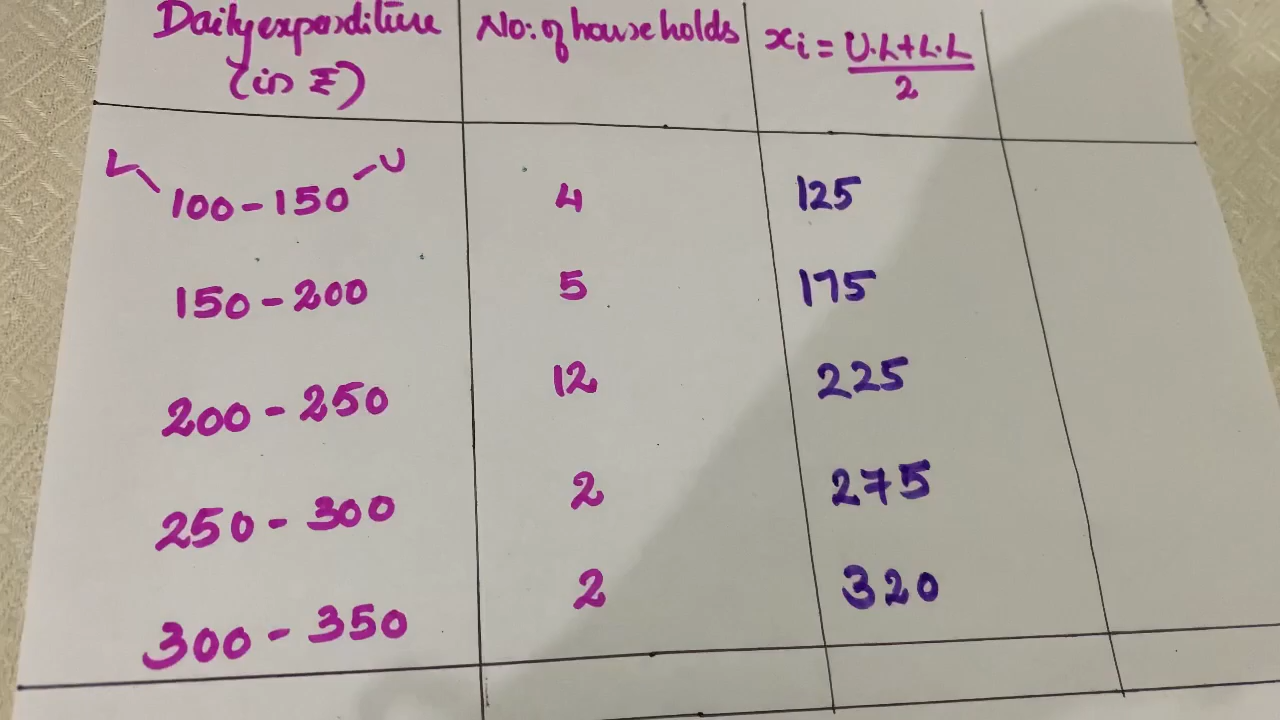 Daily expenditure No: of households xi = U.L+L.L
(in ₹) 2
L U
100-150 4 125
150-200 5 175
200-250 12 225
250-300 2 275
300-350 2 320